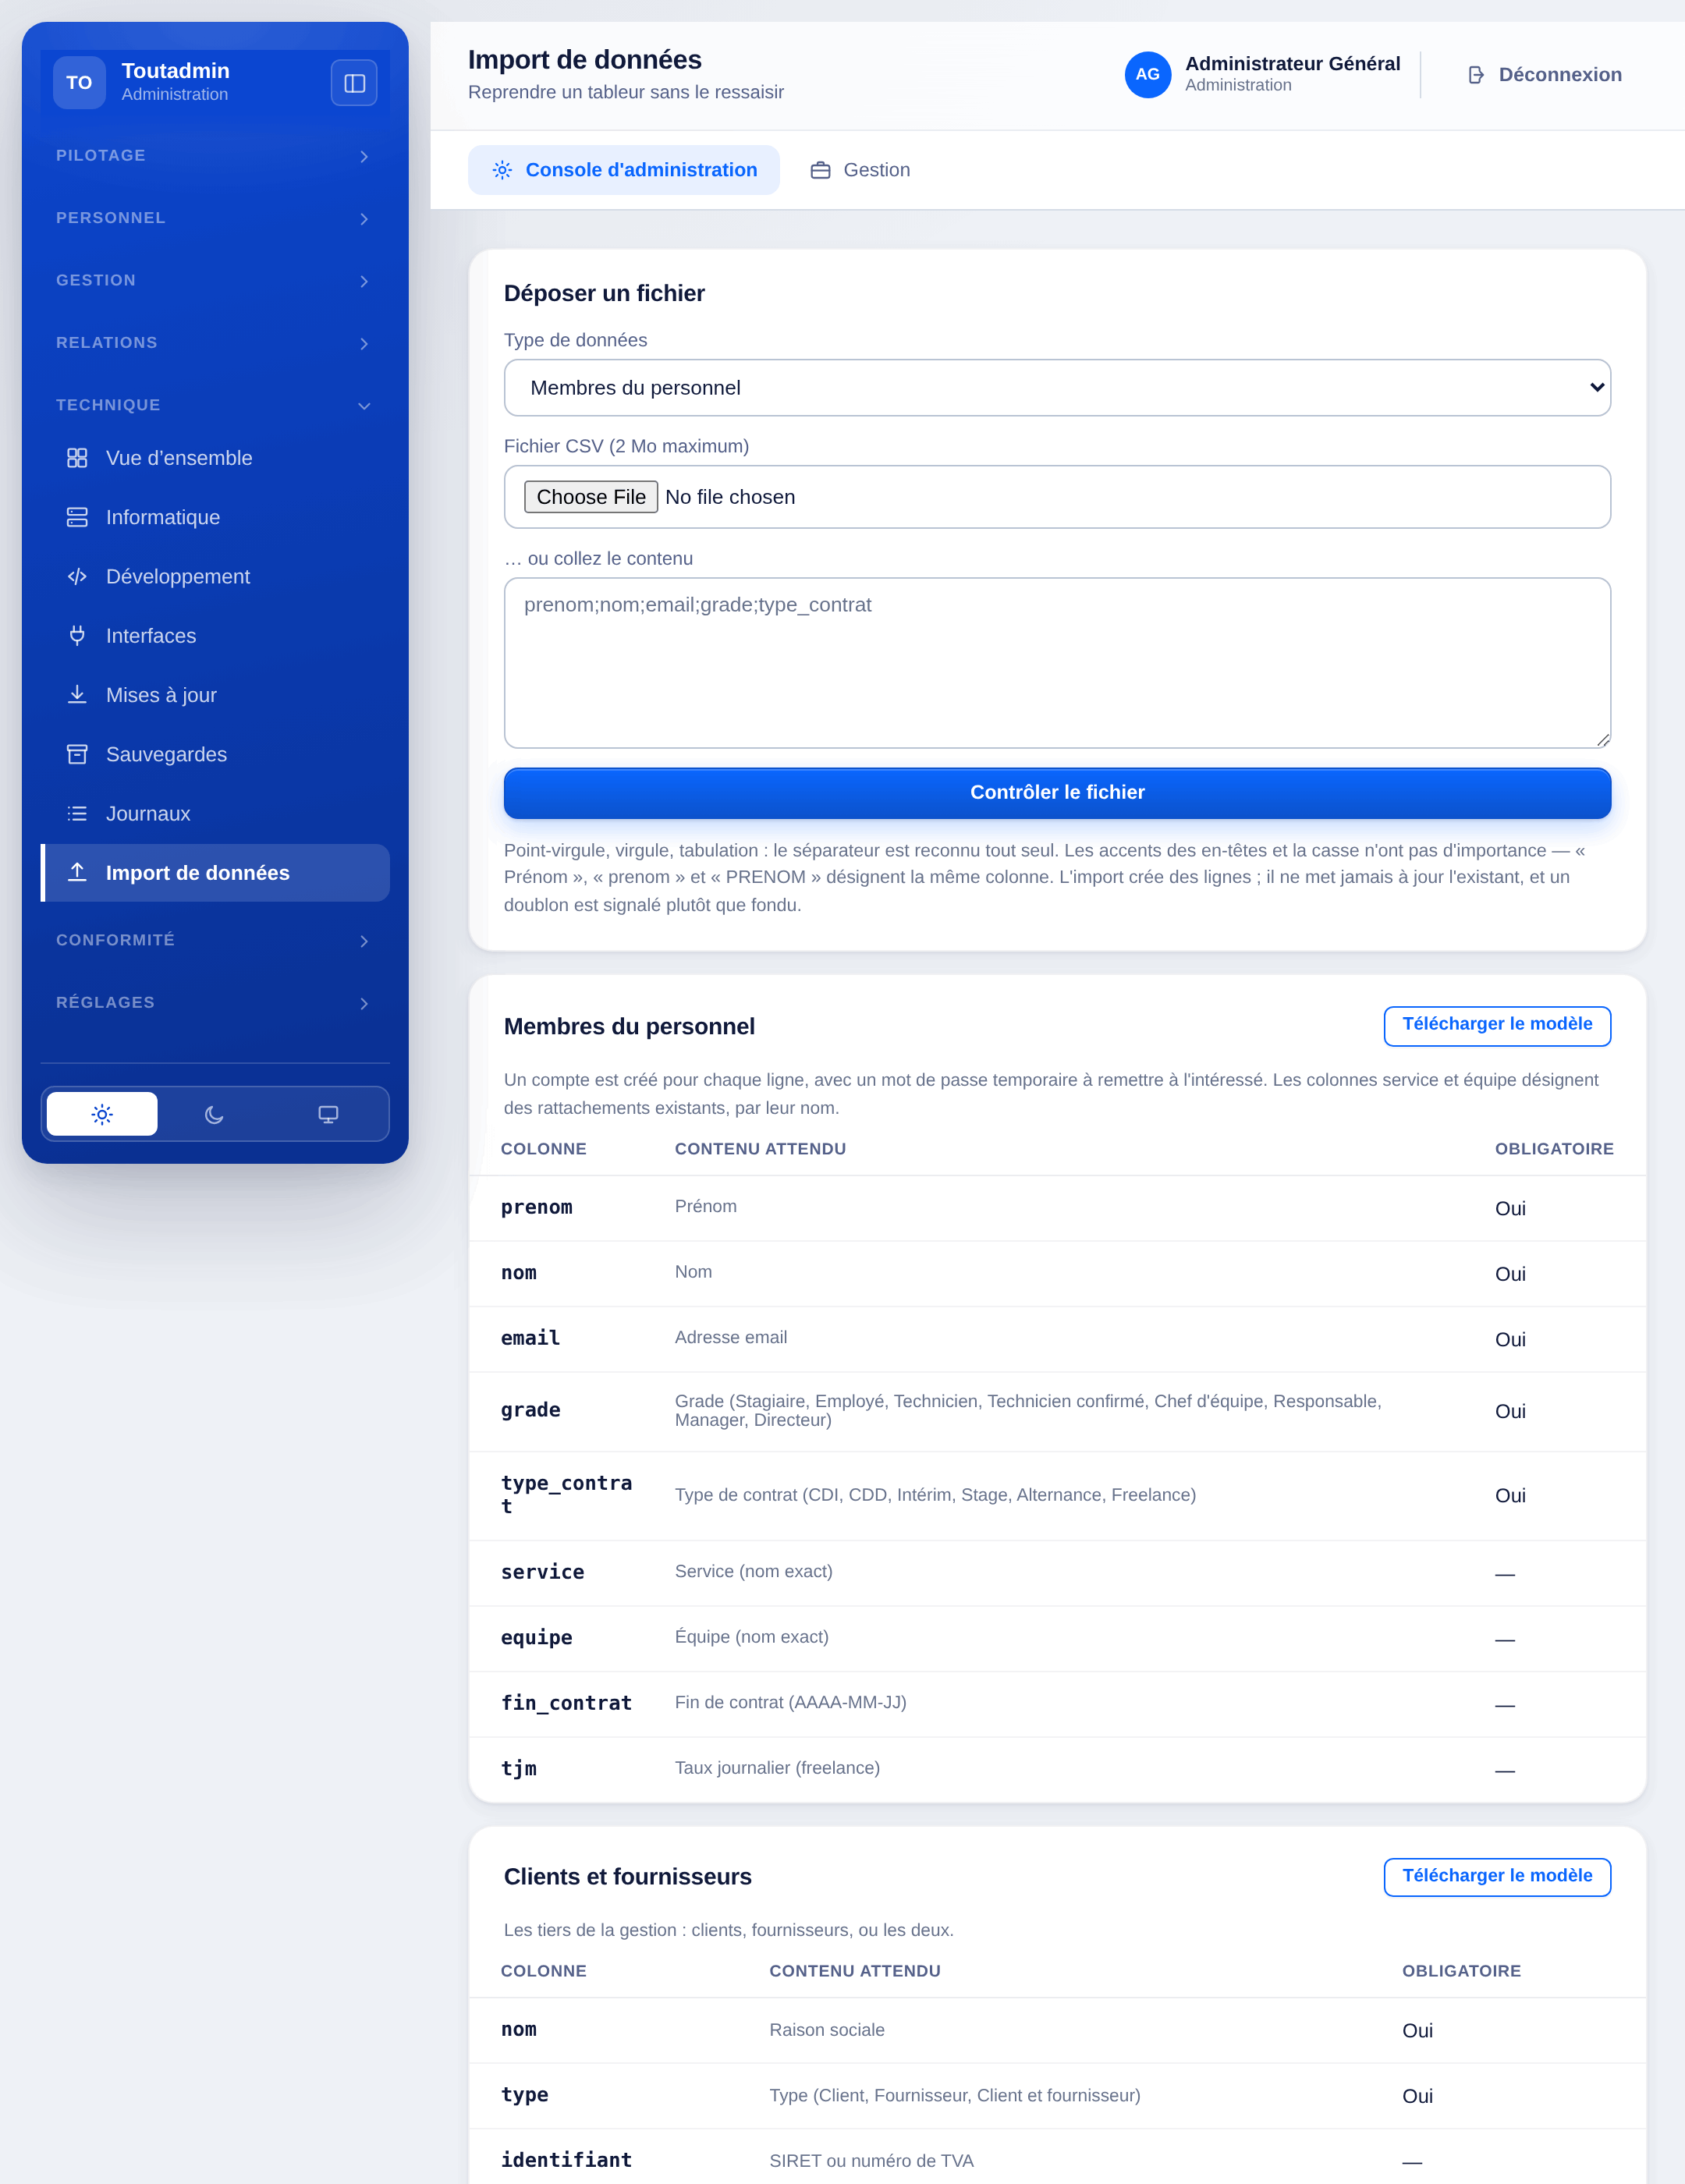 TO
Toutadmin
Administration
PILOTAGE
PERSONNEL
GESTION
RELATIONS
TECHNIQUE
Vue d’ensemble
Informatique
Développement
Interfaces
Mises à jour
Sauvegardes
Journaux
Import de données
CONFORMITÉ
RÉGLAGES
Import de données
Reprendre un tableur sans le ressaisir
AG
Administrateur Général
Administration
Déconnexion
Console d'administration
Gestion
Déposer un fichier
Type de données
Membres du personnel
Fichier CSV (2 Mo maximum)
Choose File No file chosen
… ou collez le contenu
prenom;nom;email;grade;type_contrat
Contrôler le fichier
Point-virgule, virgule, tabulation : le séparateur est reconnu tout seul. Les accents des en-têtes et la casse n'ont pas d'importance — «
Prénom », « prenom » et « PRENOM » désignent la même colonne. L'import crée des lignes ; il ne met jamais à jour l'existant, et un
doublon est signalé plutôt que fondu.
Membres du personnel
Télécharger le modèle
Un compte est créé pour chaque ligne, avec un mot de passe temporaire à remettre à l'intéressé. Les colonnes service et équipe désignent
des rattachements existants, par leur nom.
COLONNE CONTENU ATTENDU OBLIGATOIRE
prenom Prénom Oui
nom Nom Oui
email Adresse email Oui
grade Grade (Stagiaire, Employé, Technicien, Technicien confirmé, Chef d'équipe, Responsable,
Manager, Directeur) Oui
type_contra
t Type de contrat (CDI, CDD, Intérim, Stage, Alternance, Freelance) Oui
service Service (nom exact) —
equipe Équipe (nom exact) —
fin_contrat Fin de contrat (AAAA-MM-JJ) —
tjm Taux journalier (freelance) —
Clients et fournisseurs
Télécharger le modèle
Les tiers de la gestion : clients, fournisseurs, ou les deux.
COLONNE CONTENU ATTENDU OBLIGATOIRE
nom Raison sociale Oui
type Type (Client, Fournisseur, Client et fournisseur) Oui
identifiant SIRET ou numéro de TVA —